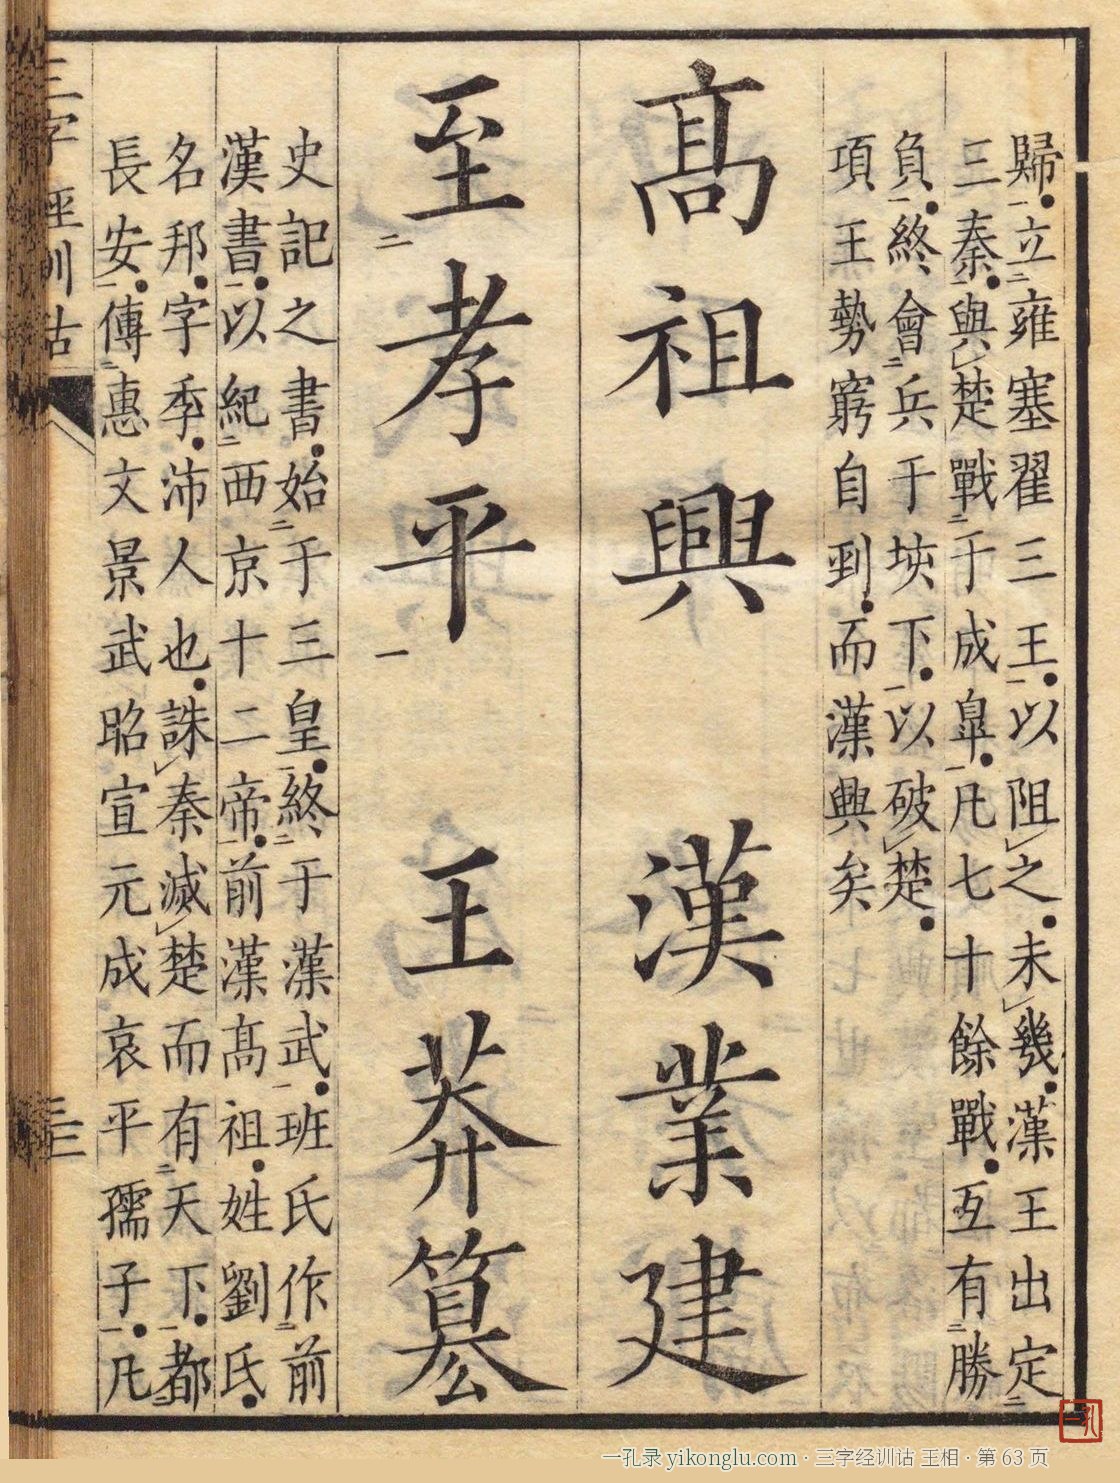 歸立雍塞翟三王以阻之未㡬漢王出定
三秦與楚戰于成臯凡七十餘戰互有勝
負終會兵于垓下以破楚
項王勢窮自刎而漢興矣
髙祖興　漢業建
至孝平　王莽篡
史記之書始于三皇終于漢武班氏作前
漢書以紀西京十二帝前漢髙祖姓劉氏
名邦字季沛人也誅秦滅楚而有天下都
長安傳惠文景武昭宣元成哀平孺子凡
三字經訓詁
三二
一孔录 yikonglu.com · 三字经训诂 王相 · 第 63 页